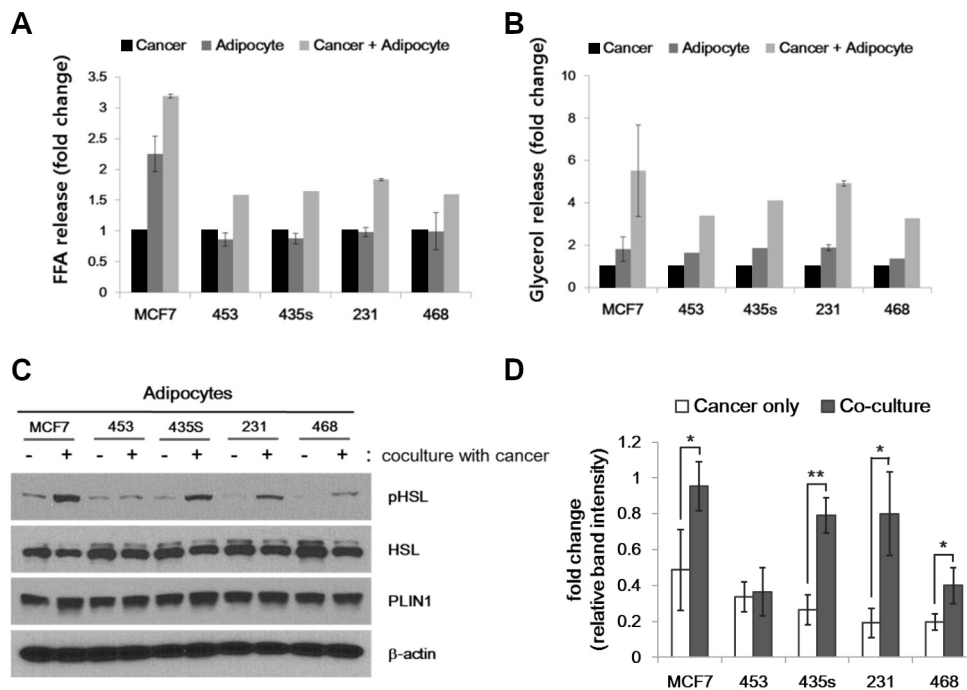 A
Cancer Adipocyte Cancer + Adipocyte
FFA release (fold change)
3.5
3
2.5
2
1.5
1
0.5
0
MCF7 453 435s 231 468
B
Cancer Adipocyte Cancer + Adipocyte
Glycerol release (fold change)
10
8
6
4
2
0
MCF7 453 435s 231 468
C
Adipocytes
MCF7 453 435S 231 468
- + - + - + - + - + : coculture with cancer
pHSL
HSL
PLIN1
β-actin
D
Cancer only Co-culture
fold change
(relative band intensity)
1.2
1
0.8
0.6
0.4
0.2
0
* ** * *
MCF7 453 435s 231 468